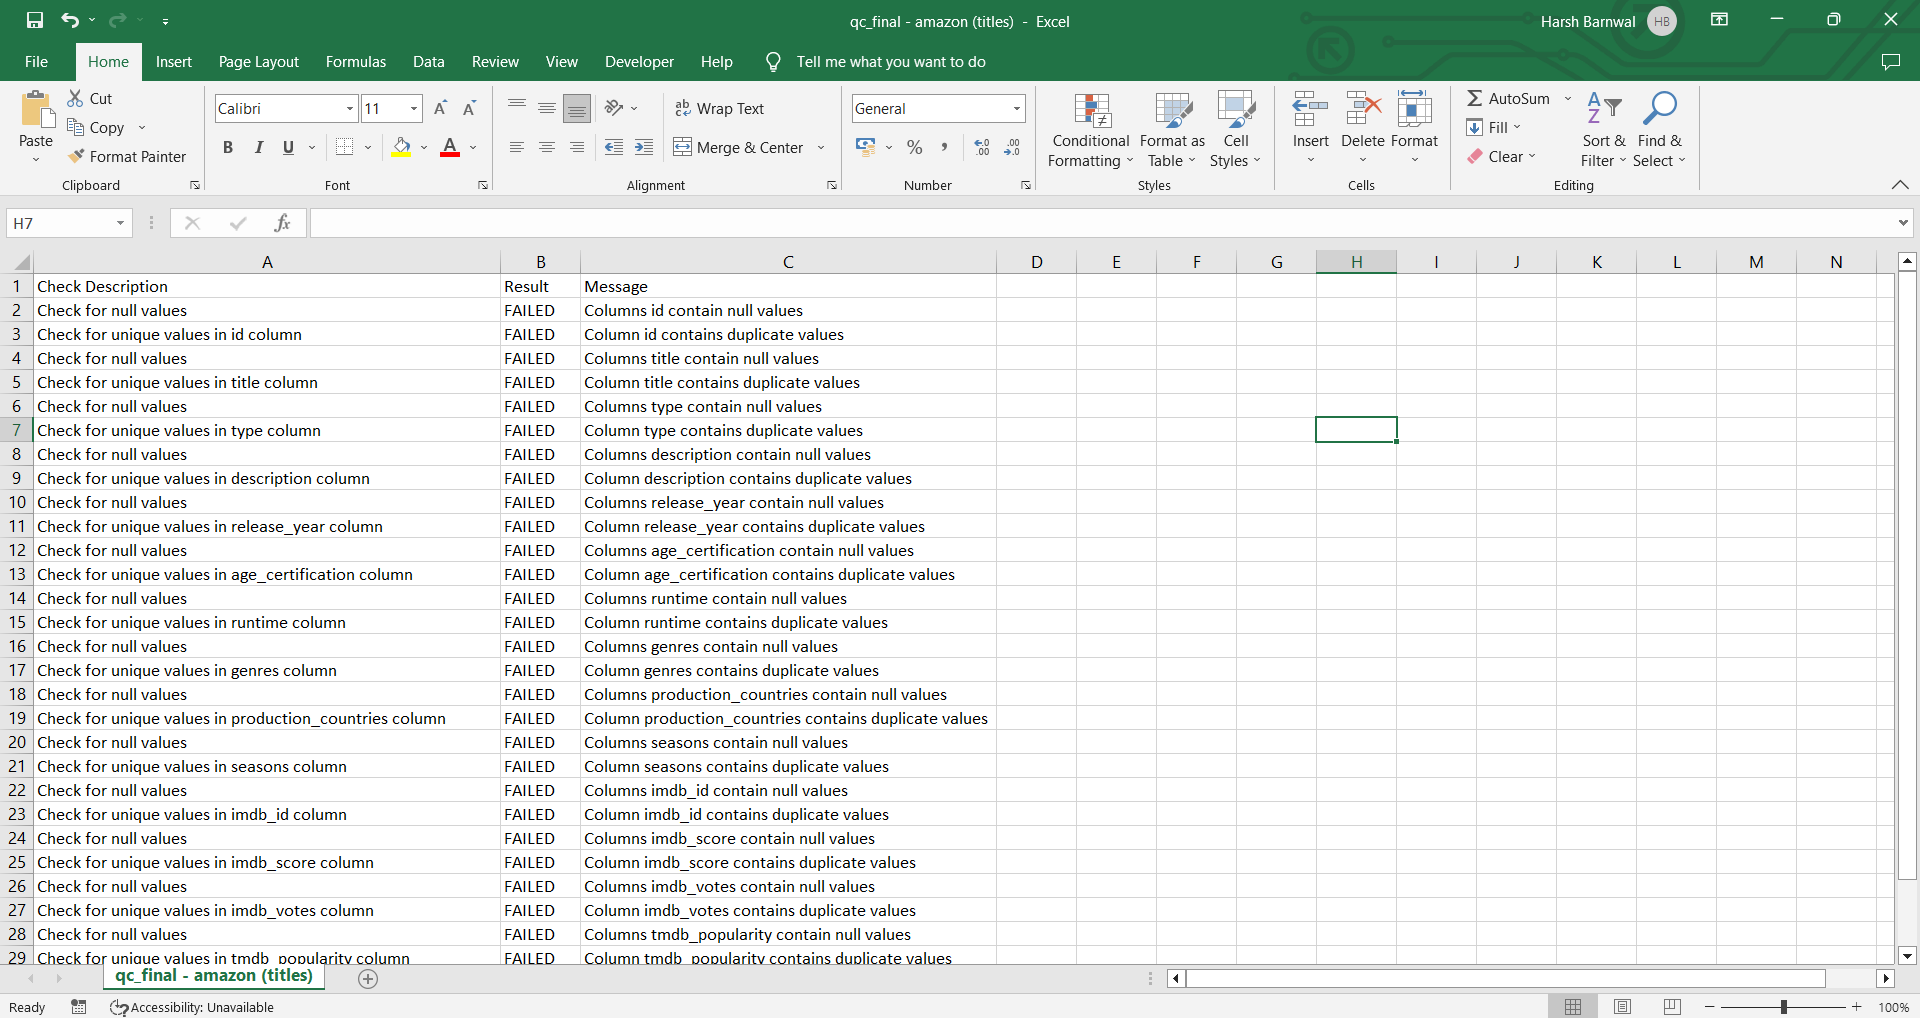 qc_final - amazon (titles) - Excel
Harsh Barnwal HB
File Home Insert Page Layout Formulas Data Review View Developer Help Tell me what you want to do
Paste
Cut
Copy
Format Painter
Clipboard
Calibri 11
A A
B I U A
Font
ab Wrap Text
Merge & Center
Alignment
General
% ,
Number
Conditional Formatting
Format as Table
Cell Styles
Styles
Insert Delete Format
Cells
AutoSum
Fill
Clear
Sort & Filter
Find & Select
Editing
H7
fx
A B C D E F G H I J K L M N
1 Check Description Result Message
2 Check for null values FAILED Columns id contain null values
3 Check for unique values in id column FAILED Column id contains duplicate values
4 Check for null values FAILED Columns title contain null values
5 Check for unique values in title column FAILED Column title contains duplicate values
6 Check for null values FAILED Columns type contain null values
7 Check for unique values in type column FAILED Column type contains duplicate values
8 Check for null values FAILED Columns description contain null values
9 Check for unique values in description column FAILED Column description contains duplicate values
10 Check for null values FAILED Columns release_year contain null values
11 Check for unique values in release_year column FAILED Column release_year contains duplicate values
12 Check for null values FAILED Columns age_certification contain null values
13 Check for unique values in age_certification column FAILED Column age_certification contains duplicate values
14 Check for null values FAILED Columns runtime contain null values
15 Check for unique values in runtime column FAILED Column runtime contains duplicate values
16 Check for null values FAILED Columns genres contain null values
17 Check for unique values in genres column FAILED Column genres contains duplicate values
18 Check for null values FAILED Columns production_countries contain null values
19 Check for unique values in production_countries column FAILED Column production_countries contains duplicate values
20 Check for null values FAILED Columns seasons contain null values
21 Check for unique values in seasons column FAILED Column seasons contains duplicate values
22 Check for null values FAILED Columns imdb_id contain null values
23 Check for unique values in imdb_id column FAILED Column imdb_id contains duplicate values
24 Check for null values FAILED Columns imdb_score contain null values
25 Check for unique values in imdb_score column FAILED Column imdb_score contains duplicate values
26 Check for null values FAILED Columns imdb_votes contain null values
27 Check for unique values in imdb_votes column FAILED Column imdb_votes contains duplicate values
28 Check for null values FAILED Columns tmdb_popularity contain null values
29 Check for unique values in tmdb_popularity column FAILED Column tmdb_popularity contains duplicate values
qc_final - amazon (titles)
Ready Accessibility: Unavailable 100%